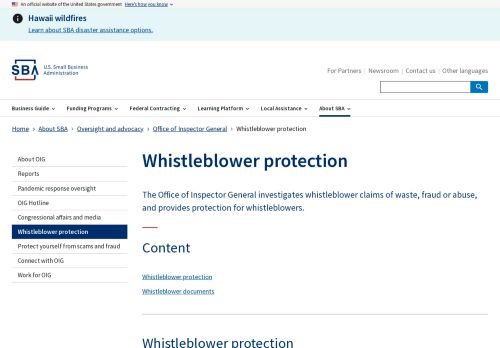 An official website of the United States government Here's how you know
Hawaii wildfires
Learn about SBA disaster assistance options.
SBA
U.S. Small Business
Administration
For Partners Newsroom Contact us Other languages
Business Guide Funding Programs Federal Contracting Learning Platform Local Assistance About SBA
Home › About SBA › Oversight and advocacy › Office of Inspector General › Whistleblower protection
About OIG
Reports
Pandemic response oversight
OIG Hotline
Congressional affairs and media
Whistleblower protection
Protect yourself from scams and fraud
Connect with OIG
Work for OIG
Whistleblower protection
The Office of Inspector General investigates whistleblower claims of waste, fraud or abuse,
and provides protection for whistleblowers.
Content
Whistleblower protection
Whistleblower documents
Whistleblower protection